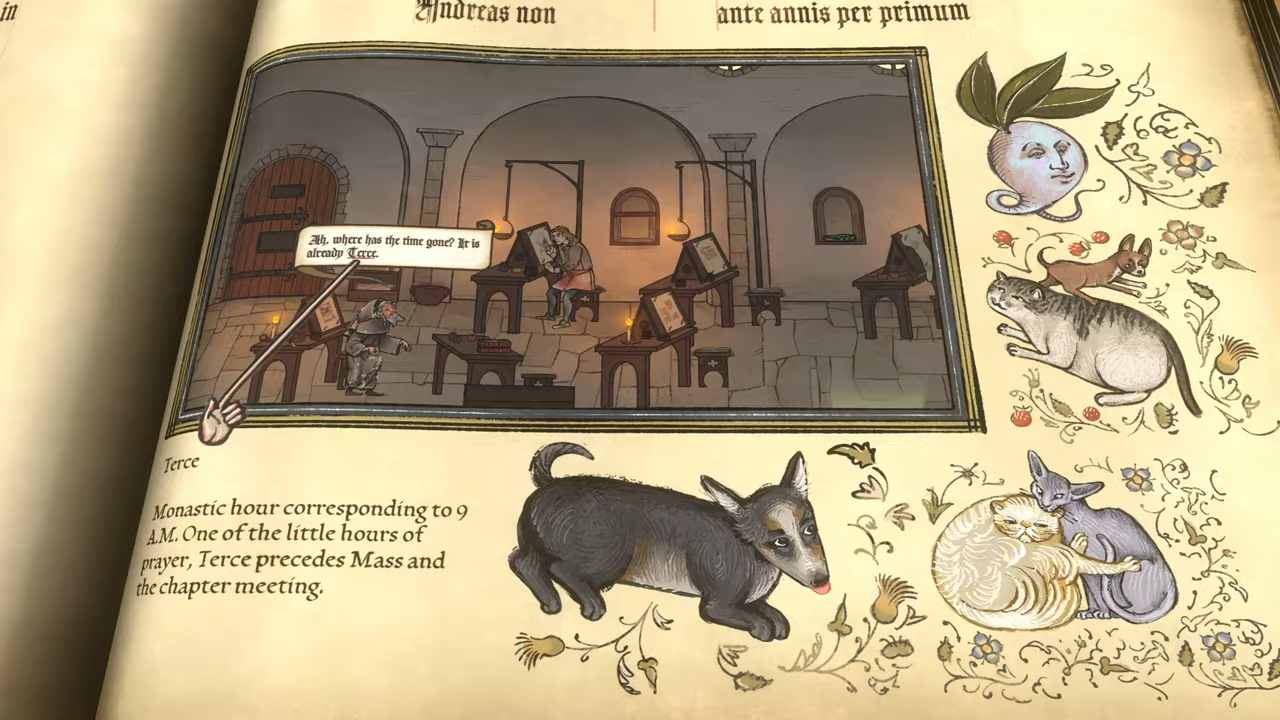 in
Andreas non
ante annis per primum
Ah, where has the time gone? It is
already Terce.
Terce
Monastic hour corresponding to 9
A.M. One of the little hours of
prayer, Terce precedes Mass and
the chapter meeting.